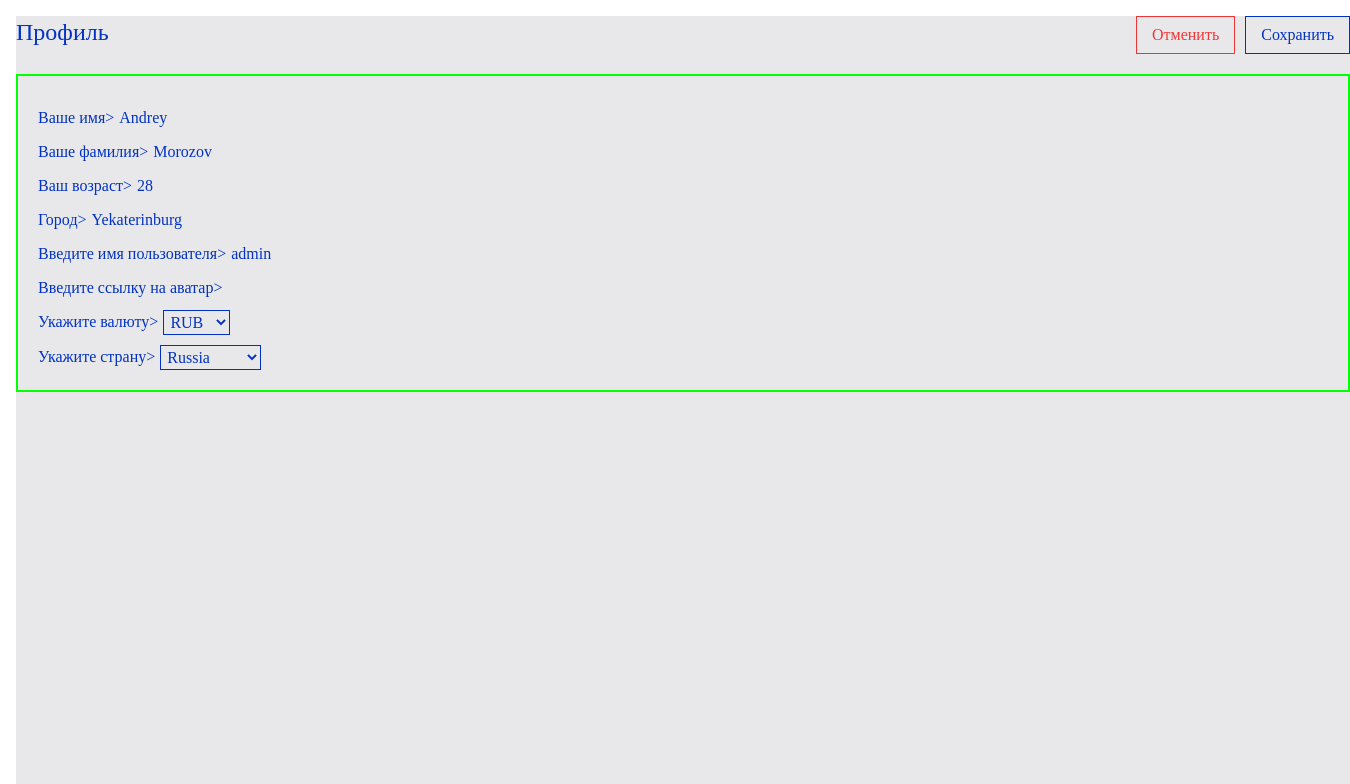 Профиль
Отменить
Сохранить
Ваше имя> Andrey
Ваше фамилия> Morozov
Ваш возраст> 28
Город> Yekaterinburg
Введите имя пользователя> admin
Введите ссылку на аватар>
Укажите валюту> RUB
Укажите страну> Russia